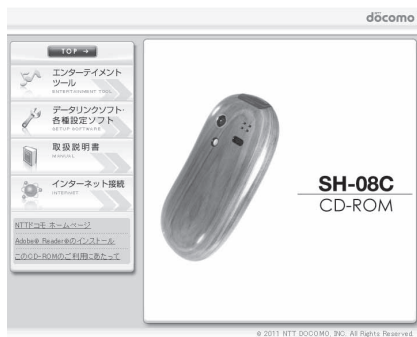 döcomo
TOP →
エンターテイメント
ツール
ENTERTAINMENT TOOL
データリンクソフト・
各種設定ソフト
SETUP SOFTWARE
取扱説明書
MANUAL
インターネット接続
INTERNET
NTTドコモ ホームページ
Adobe® Reader®のインストール
このCD-ROMのご利用にあたって
SH-08C
CD-ROM
© 2011 NTT DOCOMO, INC. All Rights Reserved.